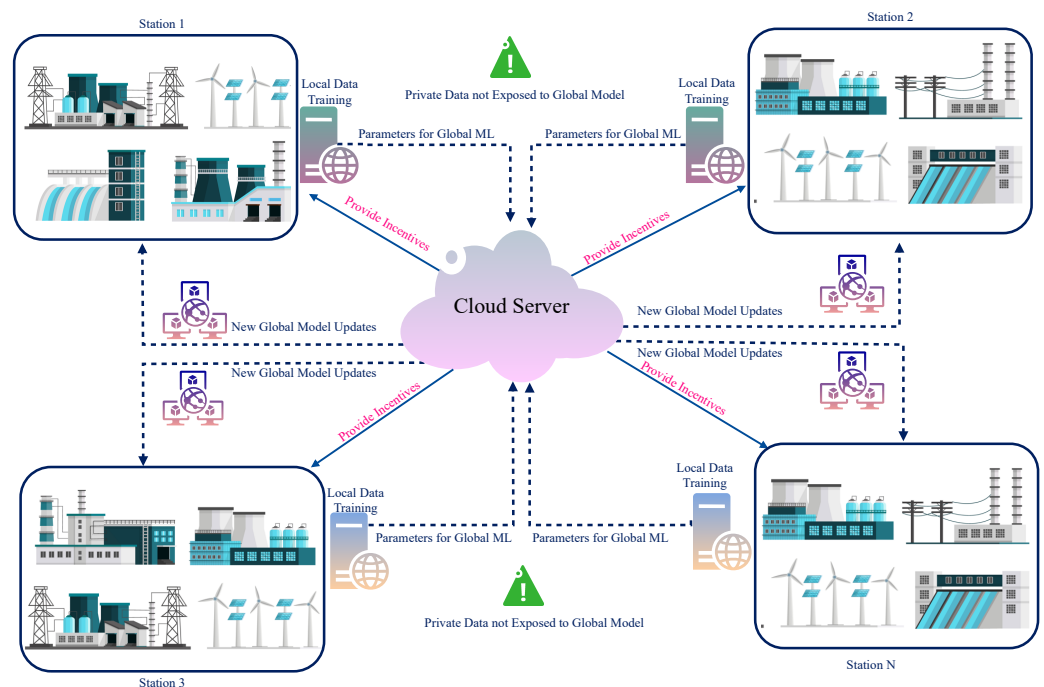 Station 1
Station 2
Local Data
Training
Private Data not Exposed to Global Model
Local Data
Training
Parameters for Global ML
Parameters for Global ML
Provide Incentives
Provide Incentives
Cloud Server
New Global Model Updates
New Global Model Updates
New Global Model Updates
New Global Model Updates
Provide Incentives
Provide Incentives
Local Data
Training
Local Data
Training
Parameters for Global ML
Parameters for Global ML
Private Data not Exposed to Global Model
Station 3
Station N